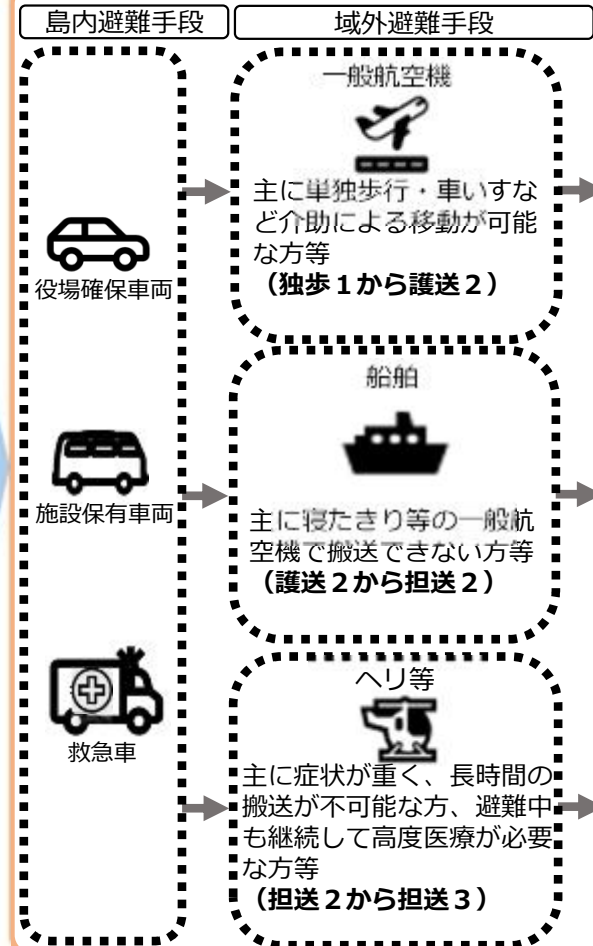 島内避難手段
域外避難手段
役場確保車両
施設保有車両
救急車
一般航空機
主に単独歩行・車いすな
ど介助による移動が可能
な方等
（独歩１から護送２）
船舶
主に寝たきり等の一般航
空機で搬送できない方等
（護送２から担送２）
ヘリ等
主に症状が重く、長時間の
搬送が不可能な方、避難中
も継続して高度医療が必要
な方等
（担送２から担送３）